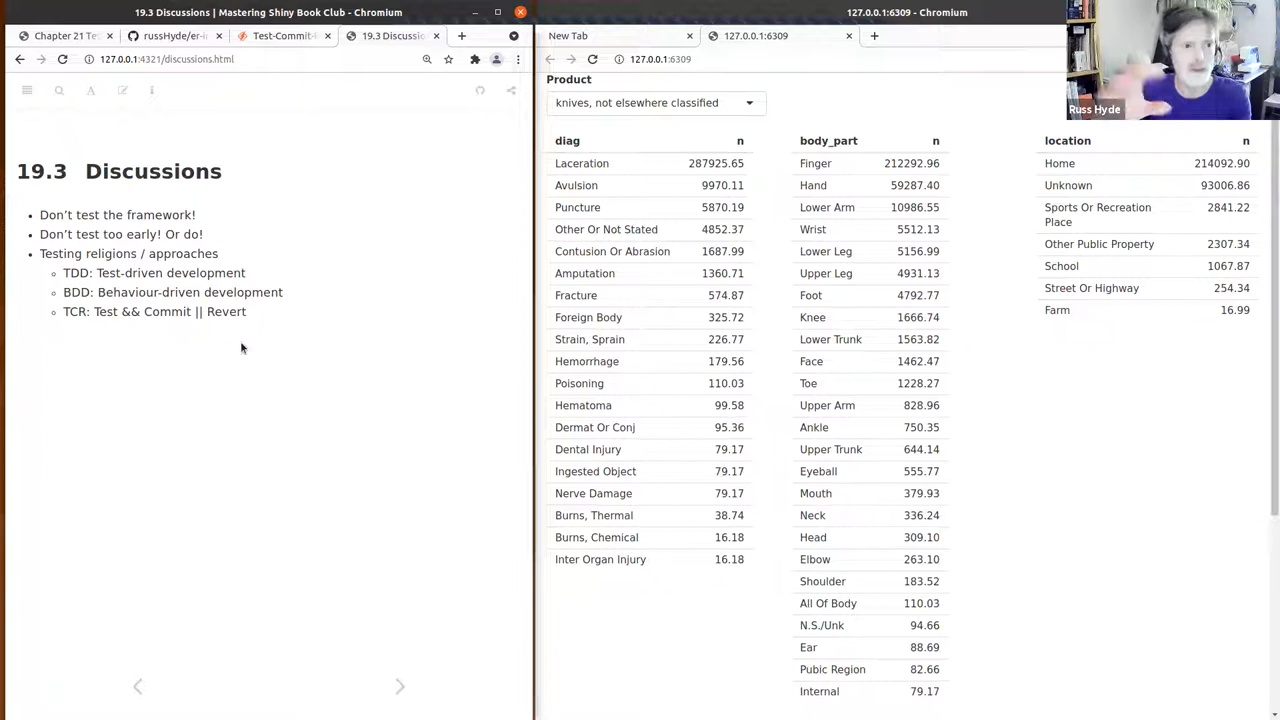 19.3 Discussions | Mastering Shiny Book Club - Chromium
Chapter 21 Te
russHyde/er-i
Test-Commit-
19.3 Discussio
127.0.0.1:4321/discussions.html
19.3 Discussions
• Don’t test the framework!
• Don’t test too early! Or do!
• Testing religions / approaches
TDD: Test-driven development
BDD: Behaviour-driven development
TCR: Test && Commit || Revert
127.0.0.1:6309 - Chromium
New Tab
127.0.0.1:6309
127.0.0.1:6309
Russ Hyde
Product
knives, not elsewhere classified
diag n
Laceration 287925.65
Avulsion 9970.11
Puncture 5870.19
Other Or Not Stated 4852.37
Contusion Or Abrasion 1687.99
Amputation 1360.71
Fracture 574.87
Foreign Body 325.72
Strain, Sprain 226.77
Hemorrhage 179.56
Poisoning 110.03
Hematoma 99.58
Dermat Or Conj 95.36
Dental Injury 79.17
Ingested Object 79.17
Nerve Damage 79.17
Burns, Thermal 38.74
Burns, Chemical 16.18
Inter Organ Injury 16.18
body_part n
Finger 212292.96
Hand 59287.40
Lower Arm 10986.55
Wrist 5512.13
Lower Leg 5156.99
Upper Leg 4931.13
Foot 4792.77
Knee 1666.74
Lower Trunk 1563.82
Face 1462.47
Toe 1228.27
Upper Arm 828.96
Ankle 750.35
Upper Trunk 644.14
Eyeball 555.77
Mouth 379.93
Neck 336.24
Head 309.10
Elbow 263.10
Shoulder 183.52
All Of Body 110.03
N.S./Unk 94.66
Ear 88.69
Pubic Region 82.66
Internal 79.17
location n
Home 214092.90
Unknown 93006.86
Sports Or Recreation
Place 2841.22
Other Public Property 2307.34
School 1067.87
Street Or Highway 254.34
Farm 16.99